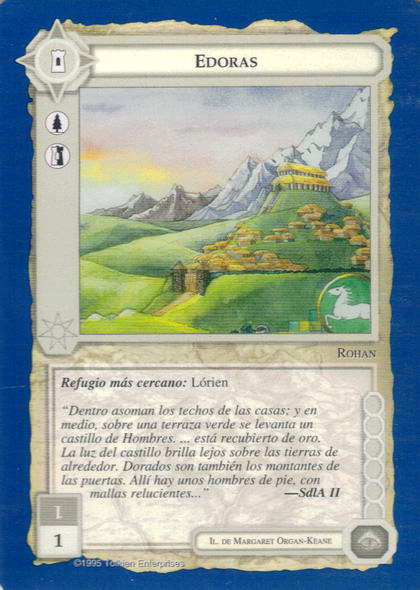 EDORAS
ROHAN
Refugio más cercano: Lórien
“Dentro asoman los techos de las casas; y en
medio, sobre una terraza verde se levanta un
castillo de Hombres. ... está recubierto de oro.
La luz del castillo brilla lejos sobre las tierras de
alrededor. Dorados son también los montantes de
las puertas. Allí hay unos hombres de pie, con
mallas relucientes...” —SdlA II
1
1
IL. DE MARGARET ORGAN-KEANE
©1995 Tolkien Enterprises